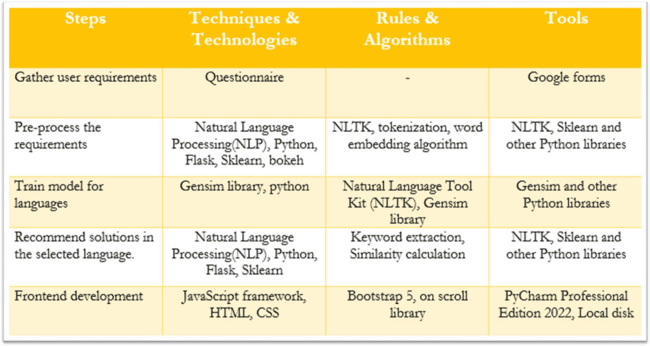 Steps
Techniques &
Technologies
Rules &
Algorithms
Tools
Gather user requirements
Questionnaire
-
Google forms
Pre-process the
requirements
Natural Language
Processing(NLP), Python,
Flask, Sklearn, bokeh
NLTK, tokenization, word
embedding algorithm
NLTK, Sklearn and
other Python libraries
Train model for
languages
Gensim library, python
Natural Language Tool
Kit (NLTK), Gensim
library
Gensim and other
Python libraries
Recommend solutions in
the selected language.
Natural Language
Processing(NLP), Python,
Flask, Sklearn
Keyword extraction,
Similarity calculation
NLTK, Sklearn and
other Python libraries
Frontend development
JavaScript framework,
HTML, CSS
Bootstrap 5, on scroll
library
PyCharm Professional
Edition 2022, Local disk